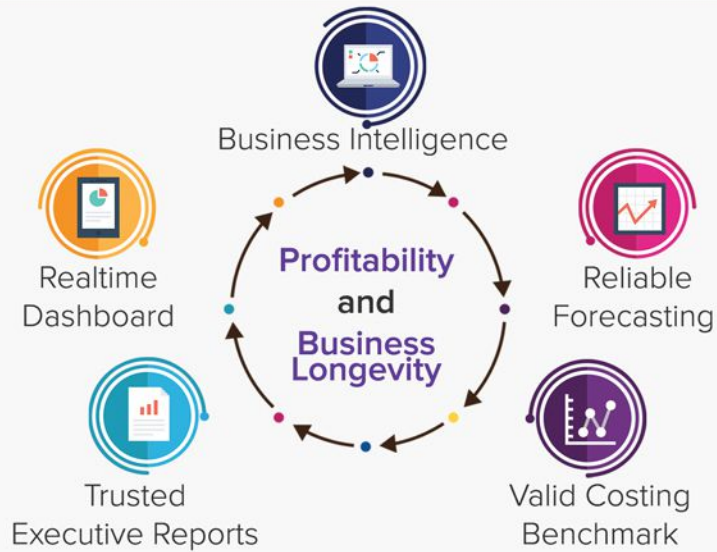 Business Intelligence
Realtime
Dashboard
Reliable
Forecasting
Profitability
and
Business
Longevity
Trusted
Executive Reports
Valid Costing
Benchmark